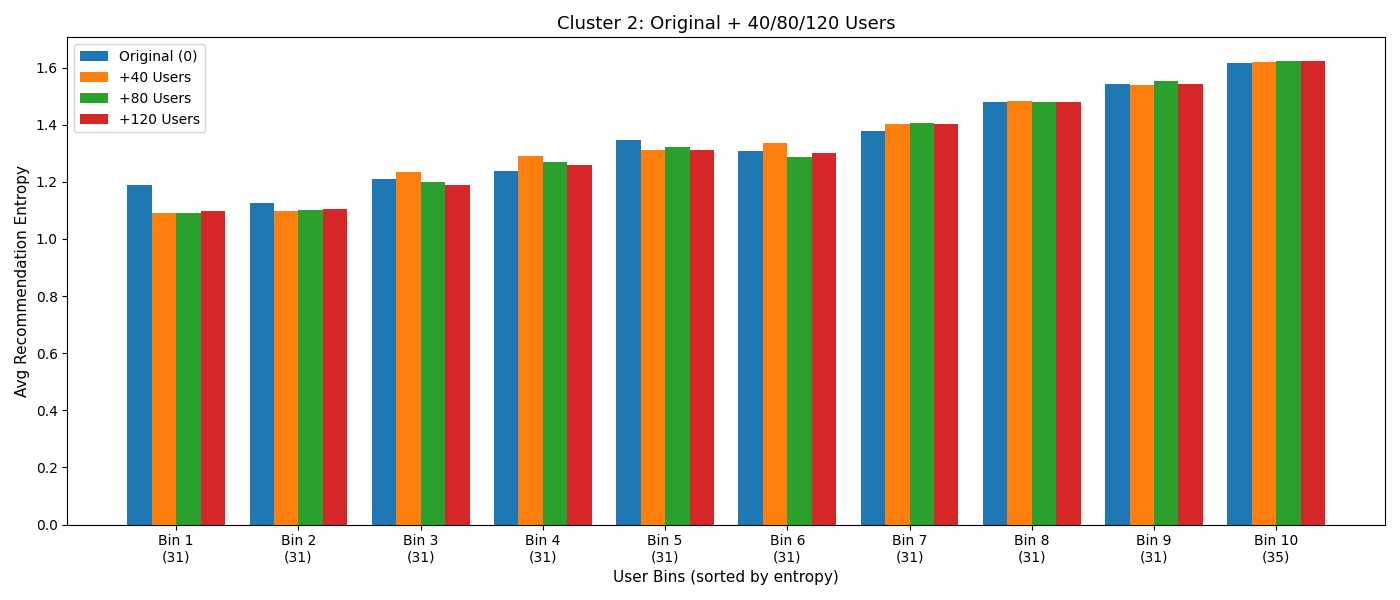 Cluster 2: Original + 40/80/120 Users
Original (0)
+40 Users
+80 Users
+120 Users
Avg Recommendation Entropy
1.6
1.4
1.2
1.0
0.8
0.6
0.4
0.2
0.0
Bin 1 Bin 2 Bin 3 Bin 4 Bin 5 Bin 6 Bin 7 Bin 8 Bin 9 Bin 10
(31) (31) (31) (31) (31) (31) (31) (31) (31) (35)
User Bins (sorted by entropy)